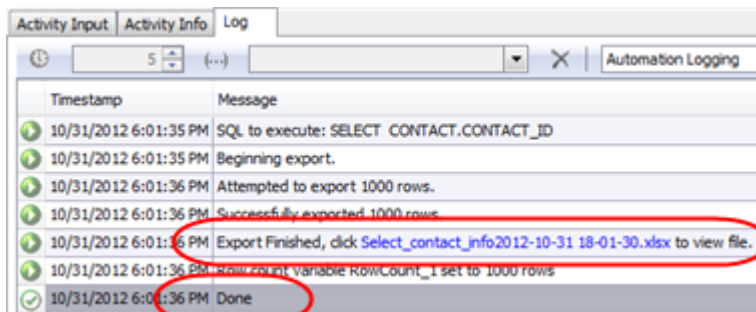 Activity Input Activity Info Log
5 (...) Automation Logging
Timestamp Message
10/31/2012 6:01:35 PM SQL to execute: SELECT CONTACT.CONTACT_ID
10/31/2012 6:01:35 PM Beginning export.
10/31/2012 6:01:36 PM Attempted to export 1000 rows.
10/31/2012 6:01:36 PM Successfully exported 1000 rows
10/31/2012 6:01:36 PM Export Finished, click Select_contact_info2012-10-31 18-01-30.xlsx to view file.
10/31/2012 6:01:36 PM Row count variable RowCount_1 set to 1000 rows
10/31/2012 6:01:36 PM Done